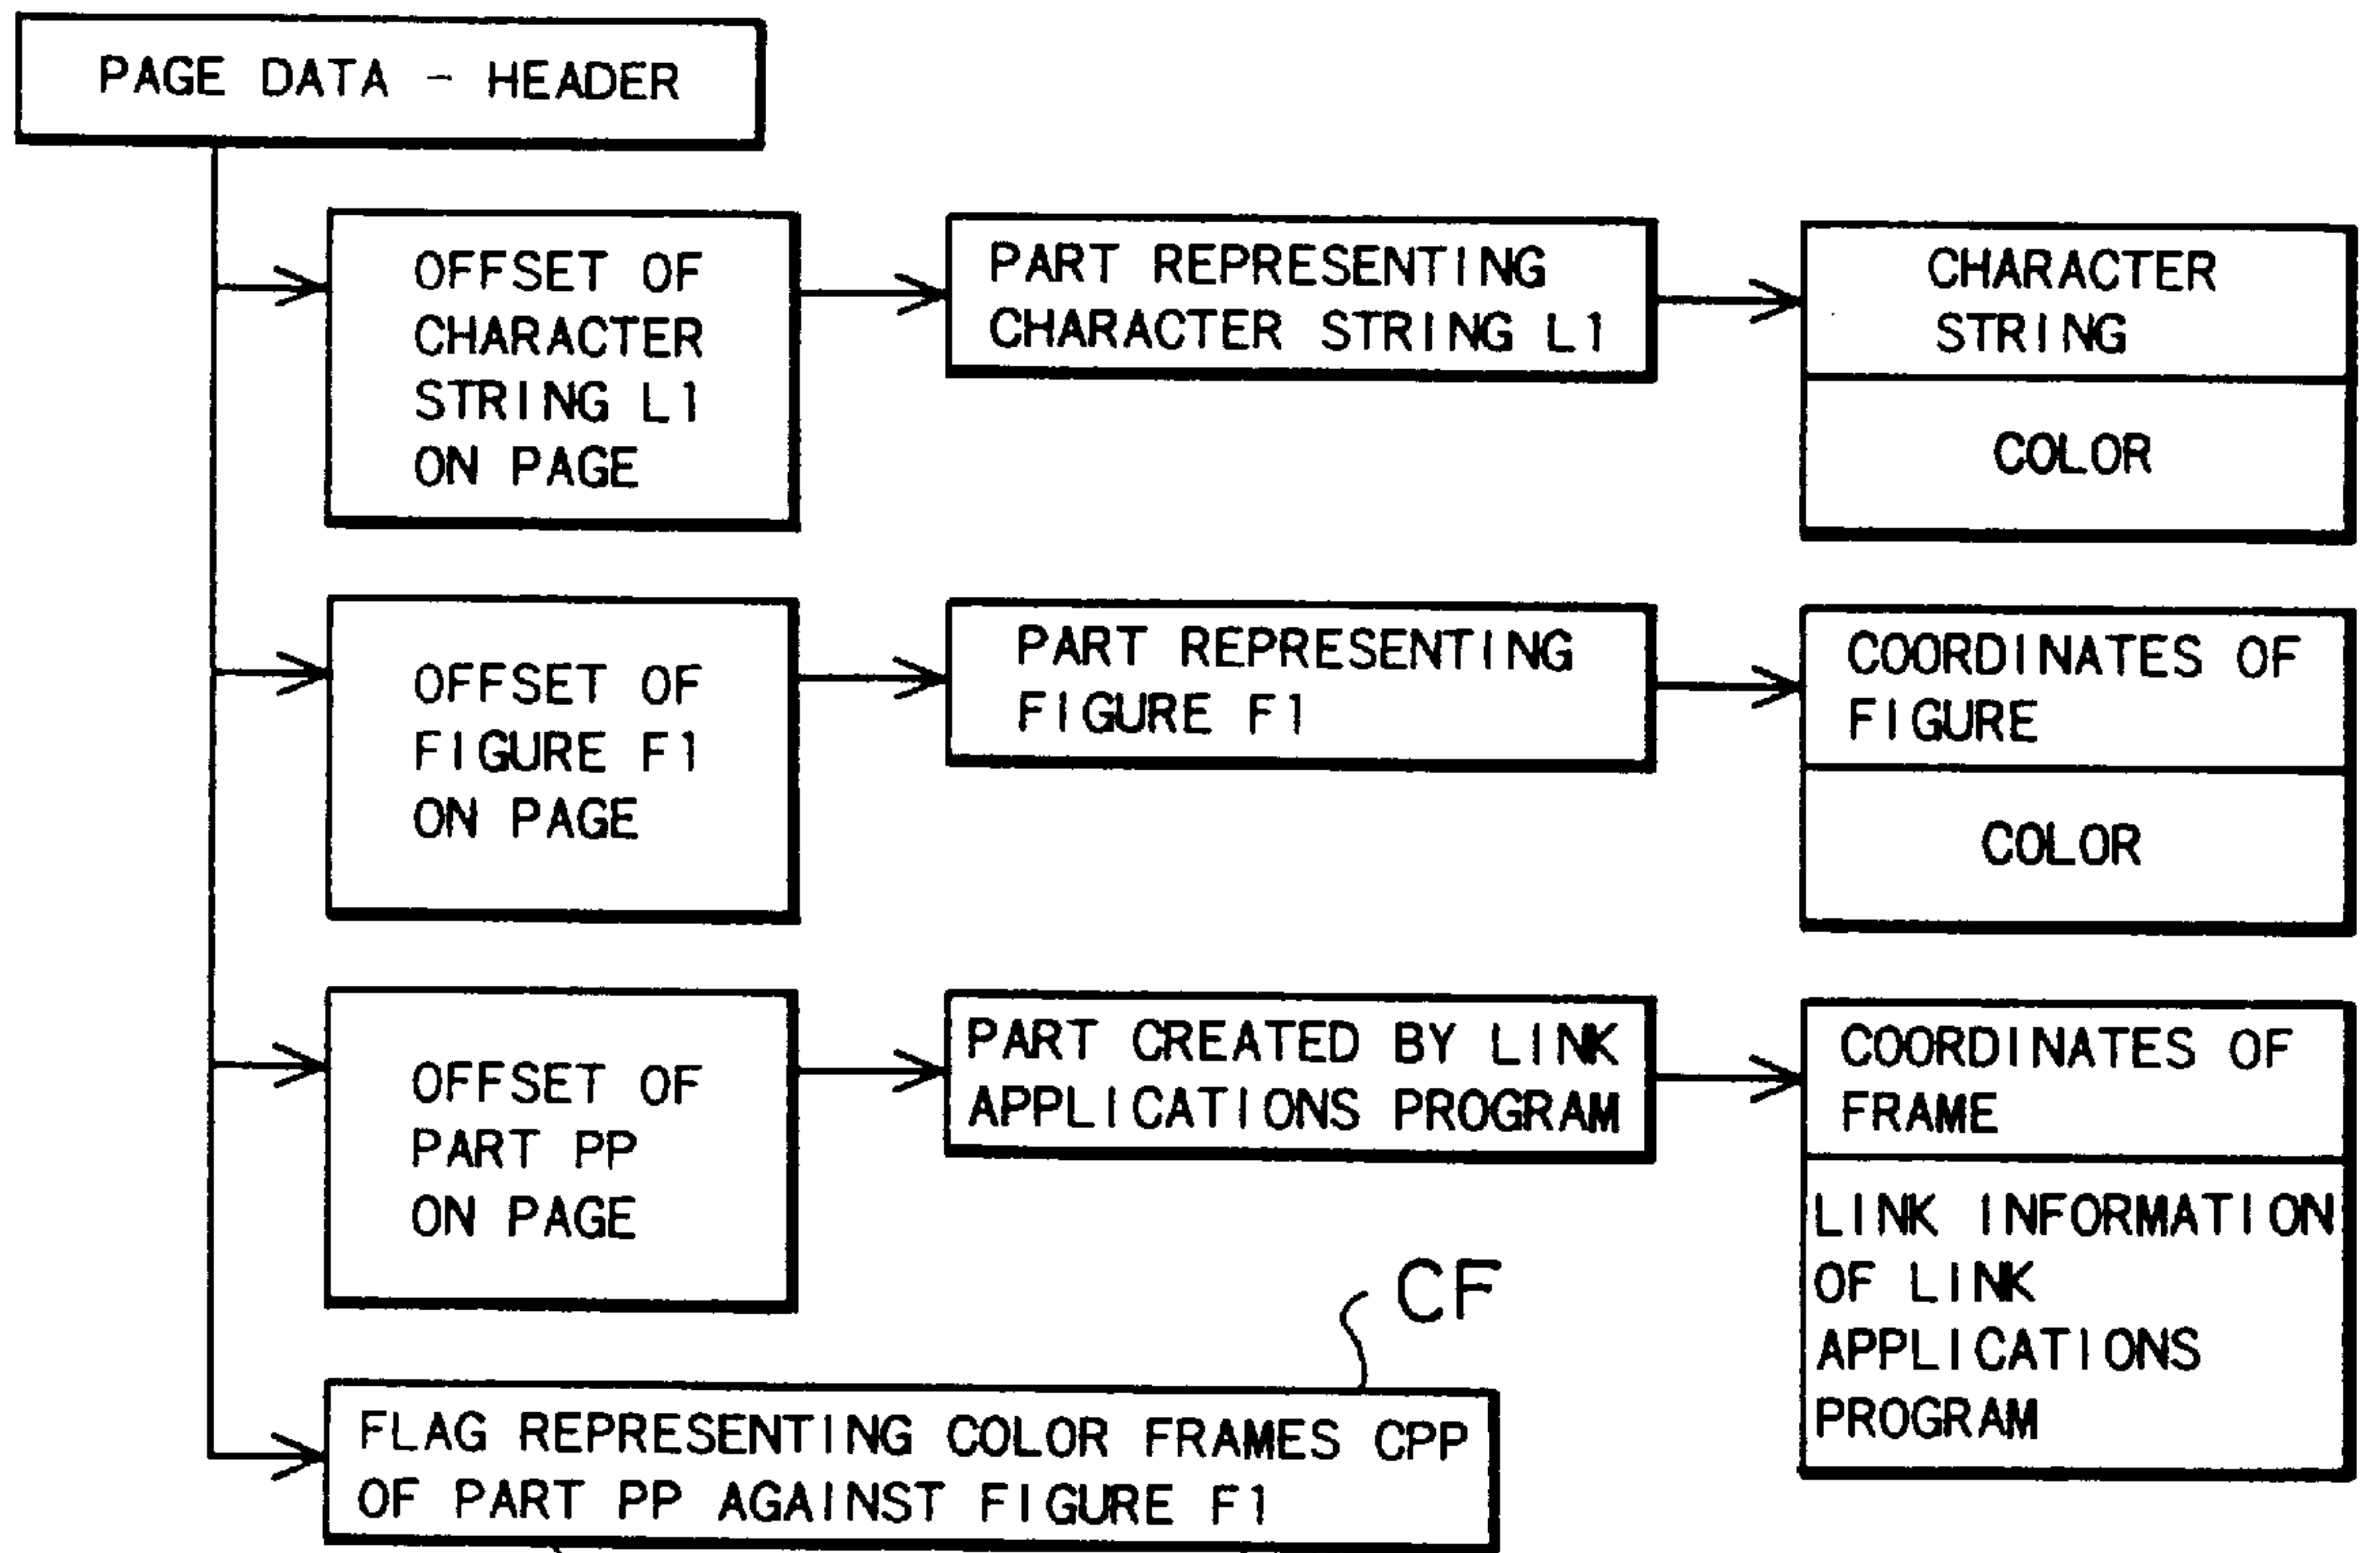 PAGE DATA - HEADER
OFFSET OF
CHARACTER
STRING L1
ON PAGE
PART REPRESENTING
CHARACTER STRING L1
CHARACTER
STRING
COLOR
OFFSET OF
FIGURE F1
ON PAGE
PART REPRESENTING
FIGURE F1
COORDINATES OF
FIGURE
COLOR
OFFSET OF
PART PP
ON PAGE
PART CREATED BY LINK
APPLICATIONS PROGRAM
COORDINATES OF
FRAME
LINK INFORMATION
OF LINK
APPLICATIONS
PROGRAM
CF
FLAG REPRESENTING COLOR FRAMES CPP
OF PART PP AGAINST FIGURE F1